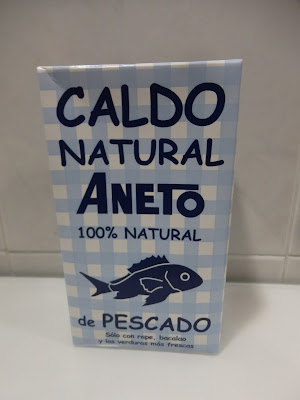 CALDO
NATURAL
ANETO
100% NATURAL
de PESCADO
Sólo con rape, bacalao
y las verduras más frescas